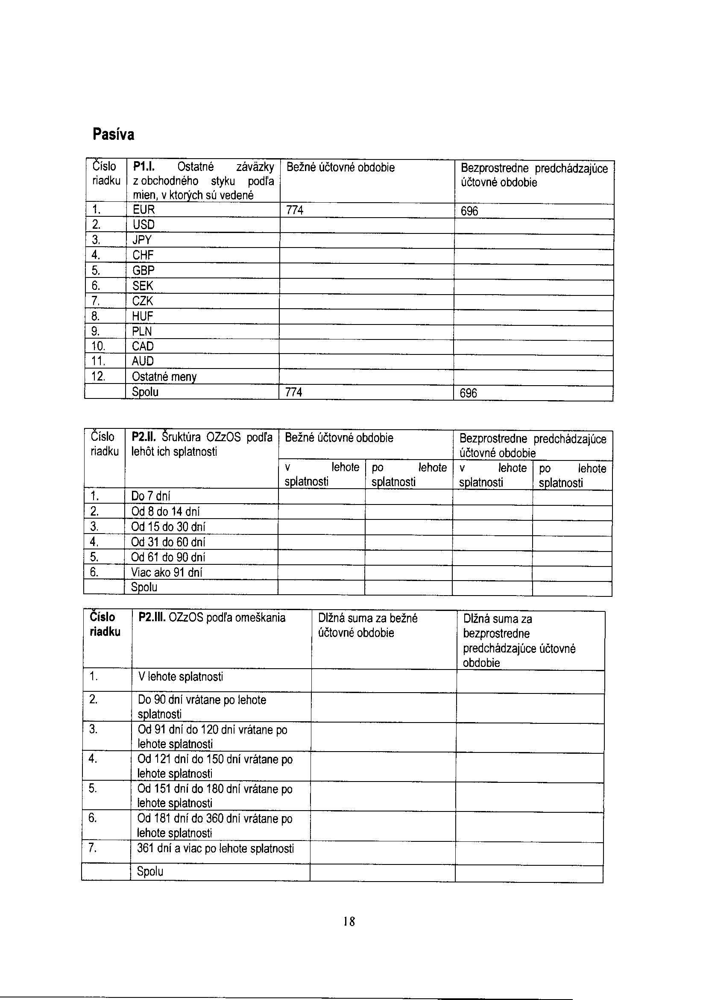 Pasíva
Číslo riadku P1.I. Ostatné záväzky z obchodného styku podľa mien, v ktorých sú vedené Bežné účtovné obdobie Bezprostredne predchádzajúce účtovné obdobie
1. EUR 774 696
2. USD
3. JPY
4. CHF
5. GBP
6. SEK
7. CZK
8. HUF
9. PLN
10. CAD
11. AUD
12. Ostatné meny
Spolu 774 696
Číslo riadku P2.II. Šruktúra OZzOS podľa lehôt ich splatnosti Bežné účtovné obdobie Bezprostredne predchádzajúce účtovné obdobie
v lehote splatnosti po lehote splatnosti v lehote splatnosti po lehote splatnosti
1. Do 7 dní
2. Od 8 do 14 dní
3. Od 15 do 30 dní
4. Od 31 do 60 dní
5. Od 61 do 90 dní
6. Viac ako 91 dní
Spolu
Číslo riadku P2.III. OZzOS podľa omeškania Dlžná suma za bežné účtovné obdobie Dlžná suma za bezprostredne predchádzajúce účtovné obdobie
1. V lehote splatnosti
2. Do 90 dní vrátane po lehote splatnosti
3. Od 91 dní do 120 dní vrátane po lehote splatnosti
4. Od 121 dní do 150 dní vrátane po lehote splatnosti
5. Od 151 dní do 180 dní vrátane po lehote splatnosti
6. Od 181 dní do 360 dní vrátane po lehote splatnosti
7. 361 dní a viac po lehote splatnosti
Spolu
18